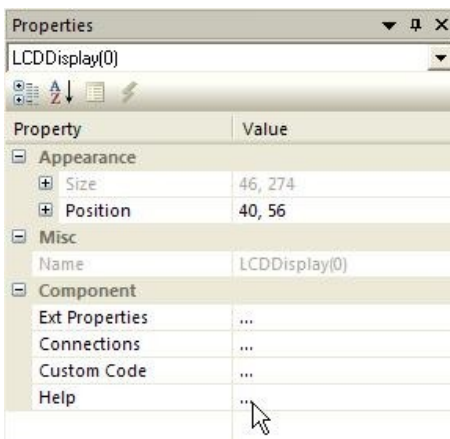 Properties
LCDDisplay(0)
Property Value
Appearance
Size 46, 274
Position 40, 56
Misc
Name LCDDisplay(0)
Component
Ext Properties ...
Connections ...
Custom Code ...
Help ...